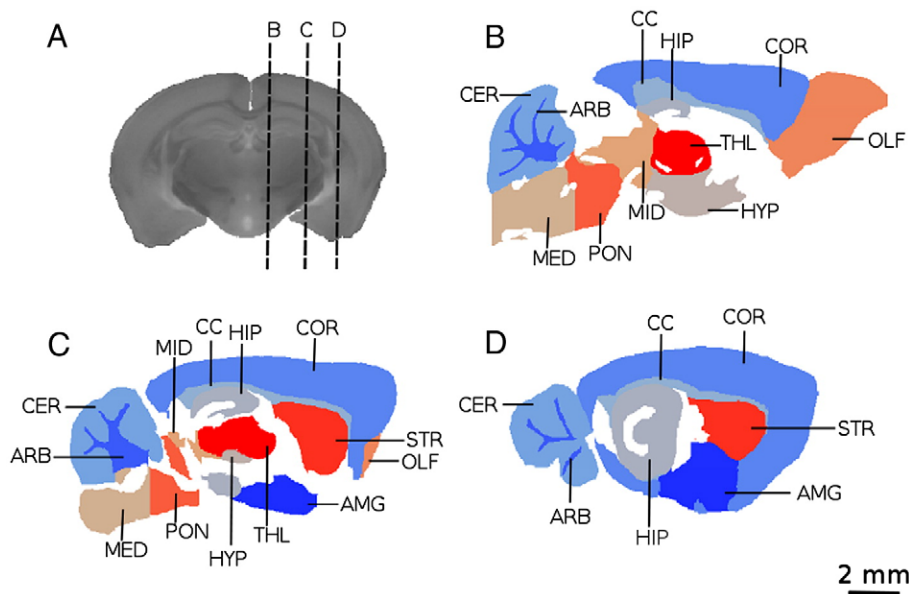 A
B C D
B
CC
HIP
COR
CER
ARB
THL
OLF
MID
HYP
MED
PON
C
MID
CC
HIP
COR
CER
ARB
STR
OLF
MED
PON
HYP
THL
AMG
D
CC
COR
CER
STR
ARB
HIP
AMG
2 mm